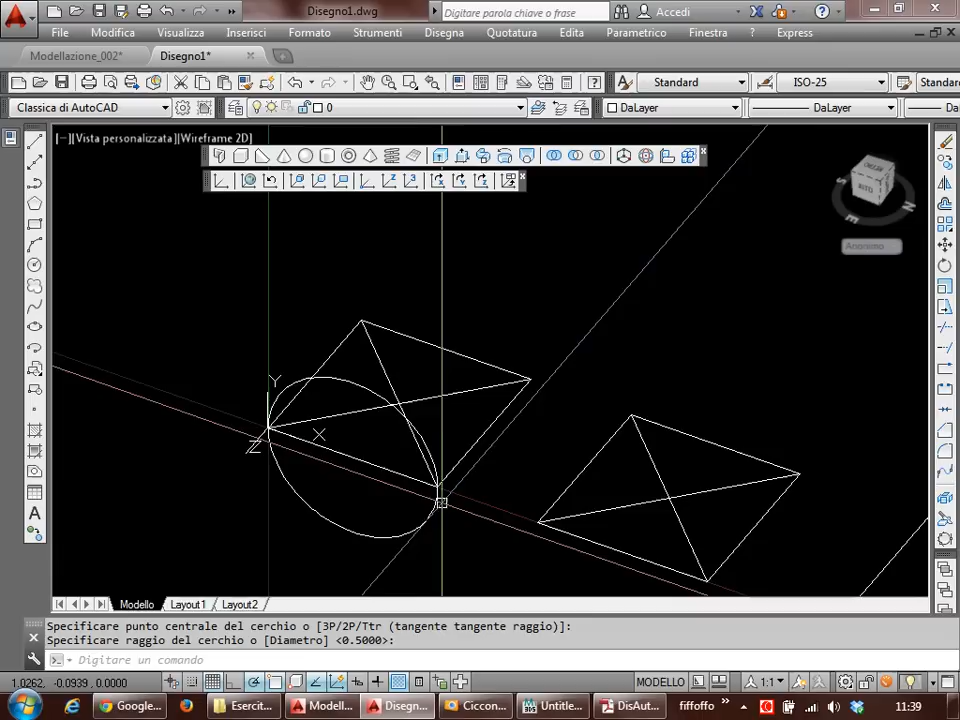 Disegno1.dwg
Digitare parola chiave o frase
Accedi
File Modifica Visualizza Inserisci Formato Strumenti Disegna Quotatura Edita Parametrico Finestra ? Express
Modellazione_002*
Disegno1*
Standard
ISO-25
Standard
Classica di AutoCAD
0
DaLayer
DaLayer
[−][Vista personalizzata][Wireframe 2D]
Anonimo
Y
X
Z
Modello
Layout1
Layout2
Specificare punto centrale del cerchio o [3P/2P/Ttr (tangente tangente raggio)]:
Specificare raggio del cerchio o [Diametro] <0.5000>:
Digitare un comando
1.0262, -0.0939, 0.0000
MODELLO
1:1
Google...
Esercit...
Modell...
Disegn...
Ciccon...
Untitle...
DisAut...
fiffoffo
11:39